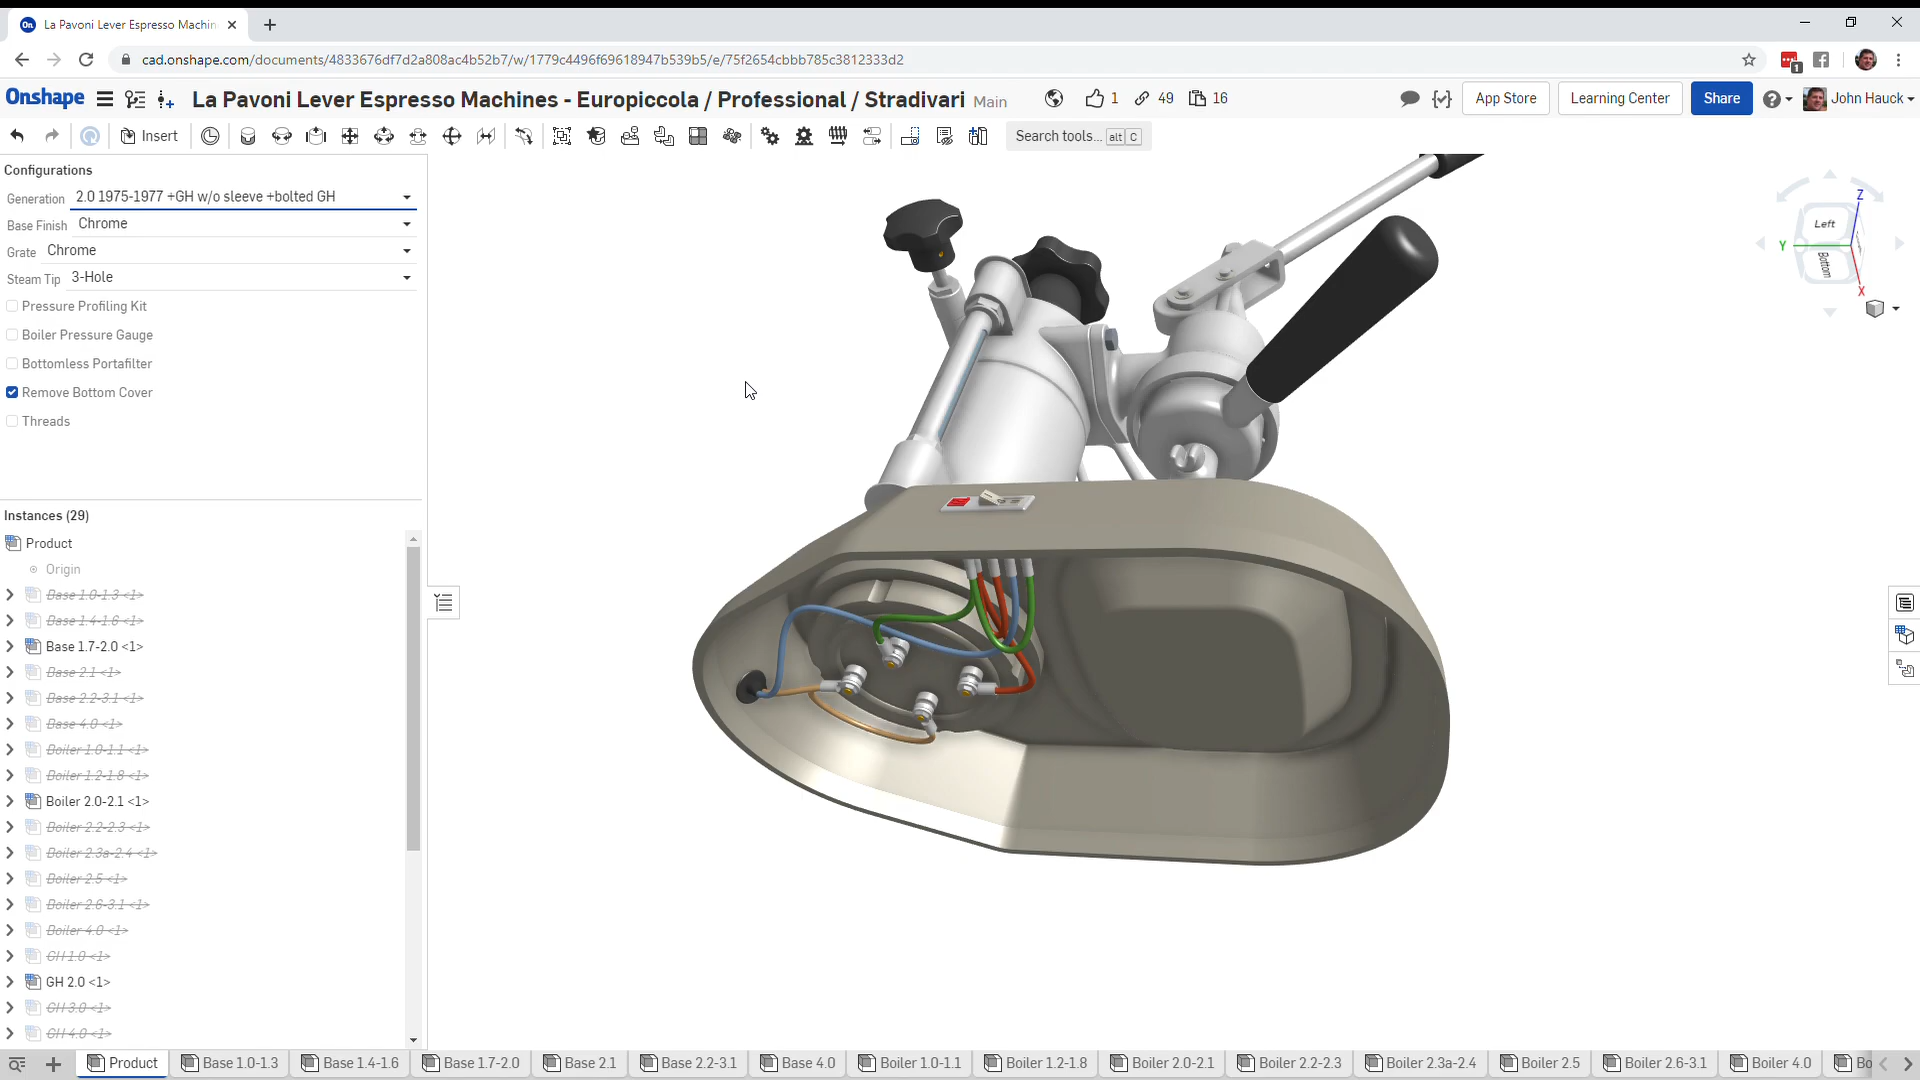 La Pavoni Lever Espresso Machin
cad.onshape.com/documents/4833676df7d2a808ac4b52b7/w/1779c4496f69618947b539b5/e/75f2654cbbb785c3812333d2
1
Onshape
La Pavoni Lever Espresso Machines - Europiccola / Professional / Stradivari Main
1
49
16
App Store
Learning Center
Share
John Hauck
Insert
Search tools... alt C
Configurations
Generation 2.0 1975-1977 +GH w/o sleeve +bolted GH
Base Finish Chrome
Grate Chrome
Steam Tip 3-Hole
Pressure Profiling Kit
Boiler Pressure Gauge
Bottomless Portafilter
Remove Bottom Cover
Threads
Instances (29)
Product
Origin
Base 1.0-1.3 <1>
Base 1.4-1.6 <1>
Base 1.7-2.0 <1>
Base 2.1 <1>
Base 2.2-3.1 <1>
Base 4.0 <1>
Boiler 1.0-1.1 <1>
Boiler 1.2-1.8 <1>
Boiler 2.0-2.1 <1>
Boiler 2.2-2.3 <1>
Boiler 2.3a-2.4 <1>
Boiler 2.5 <1>
Boiler 2.6-3.1 <1>
Boiler 4.0 <1>
GH 1.0 <1>
GH 2.0 <1>
GH 3.0 <1>
GH 4.0 <1>
Z
Left
Y
Bottom
X
Product
Base 1.0-1.3
Base 1.4-1.6
Base 1.7-2.0
Base 2.1
Base 2.2-3.1
Base 4.0
Boiler 1.0-1.1
Boiler 1.2-1.8
Boiler 2.0-2.1
Boiler 2.2-2.3
Boiler 2.3a-2.4
Boiler 2.5
Boiler 2.6-3.1
Boiler 4.0
Bo